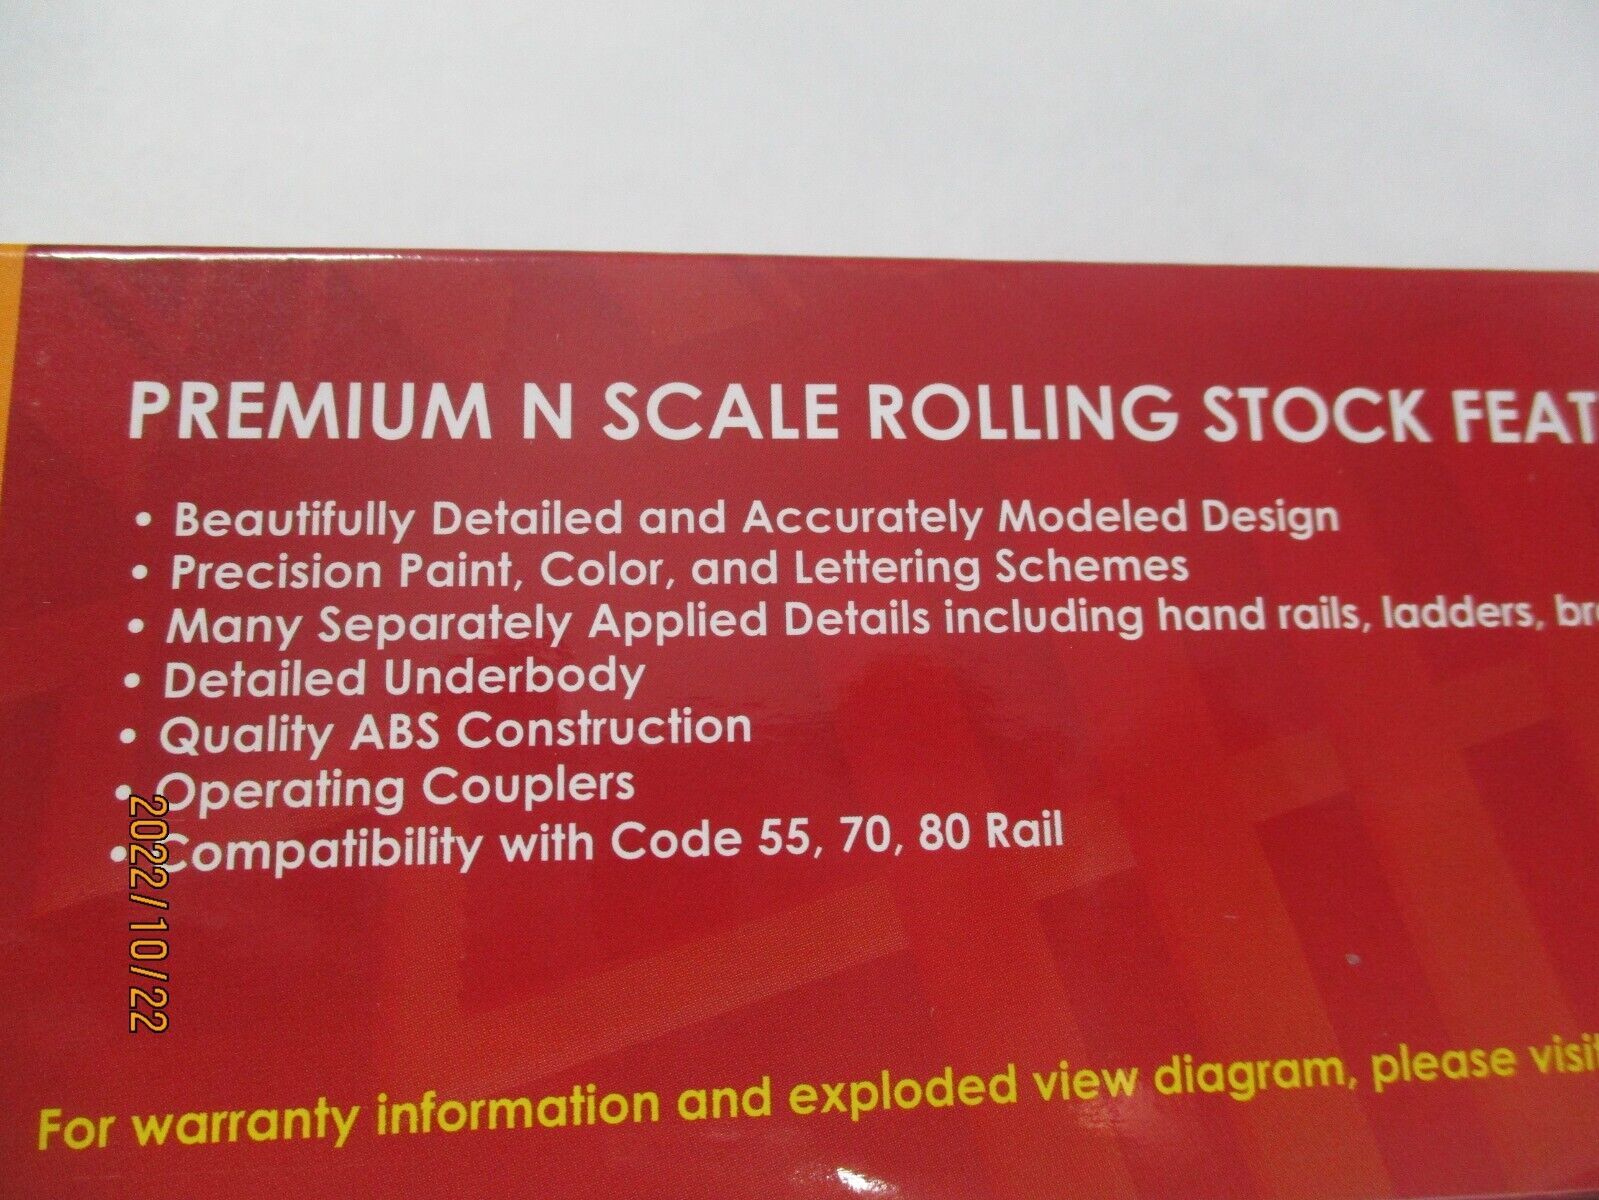 PREMIUM N SCALE ROLLING STOCK FEAT
• Beautifully Detailed and Accurately Modeled Design
• Precision Paint, Color, and Lettering Schemes
• Many Separately Applied Details including hand rails, ladders,
• Detailed Underbody
• Quality ABS Construction
• Operating Couplers
• Compatibility with Code 55, 70, 80 Rail
2022/10/22
For warranty information and exploded view diagram, please visit